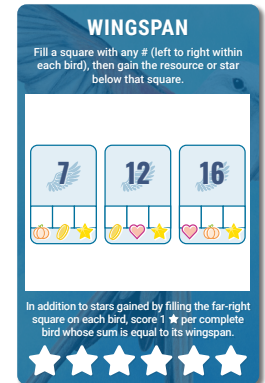 WINGSPAN
Fill a square with any # (left to right within
each bird), then gain the resource or star
below that square.
7 12 16
In addition to stars gained by filling the far-right
square on each bird, score 1 ★ per complete
bird whose sum is equal to its wingspan.